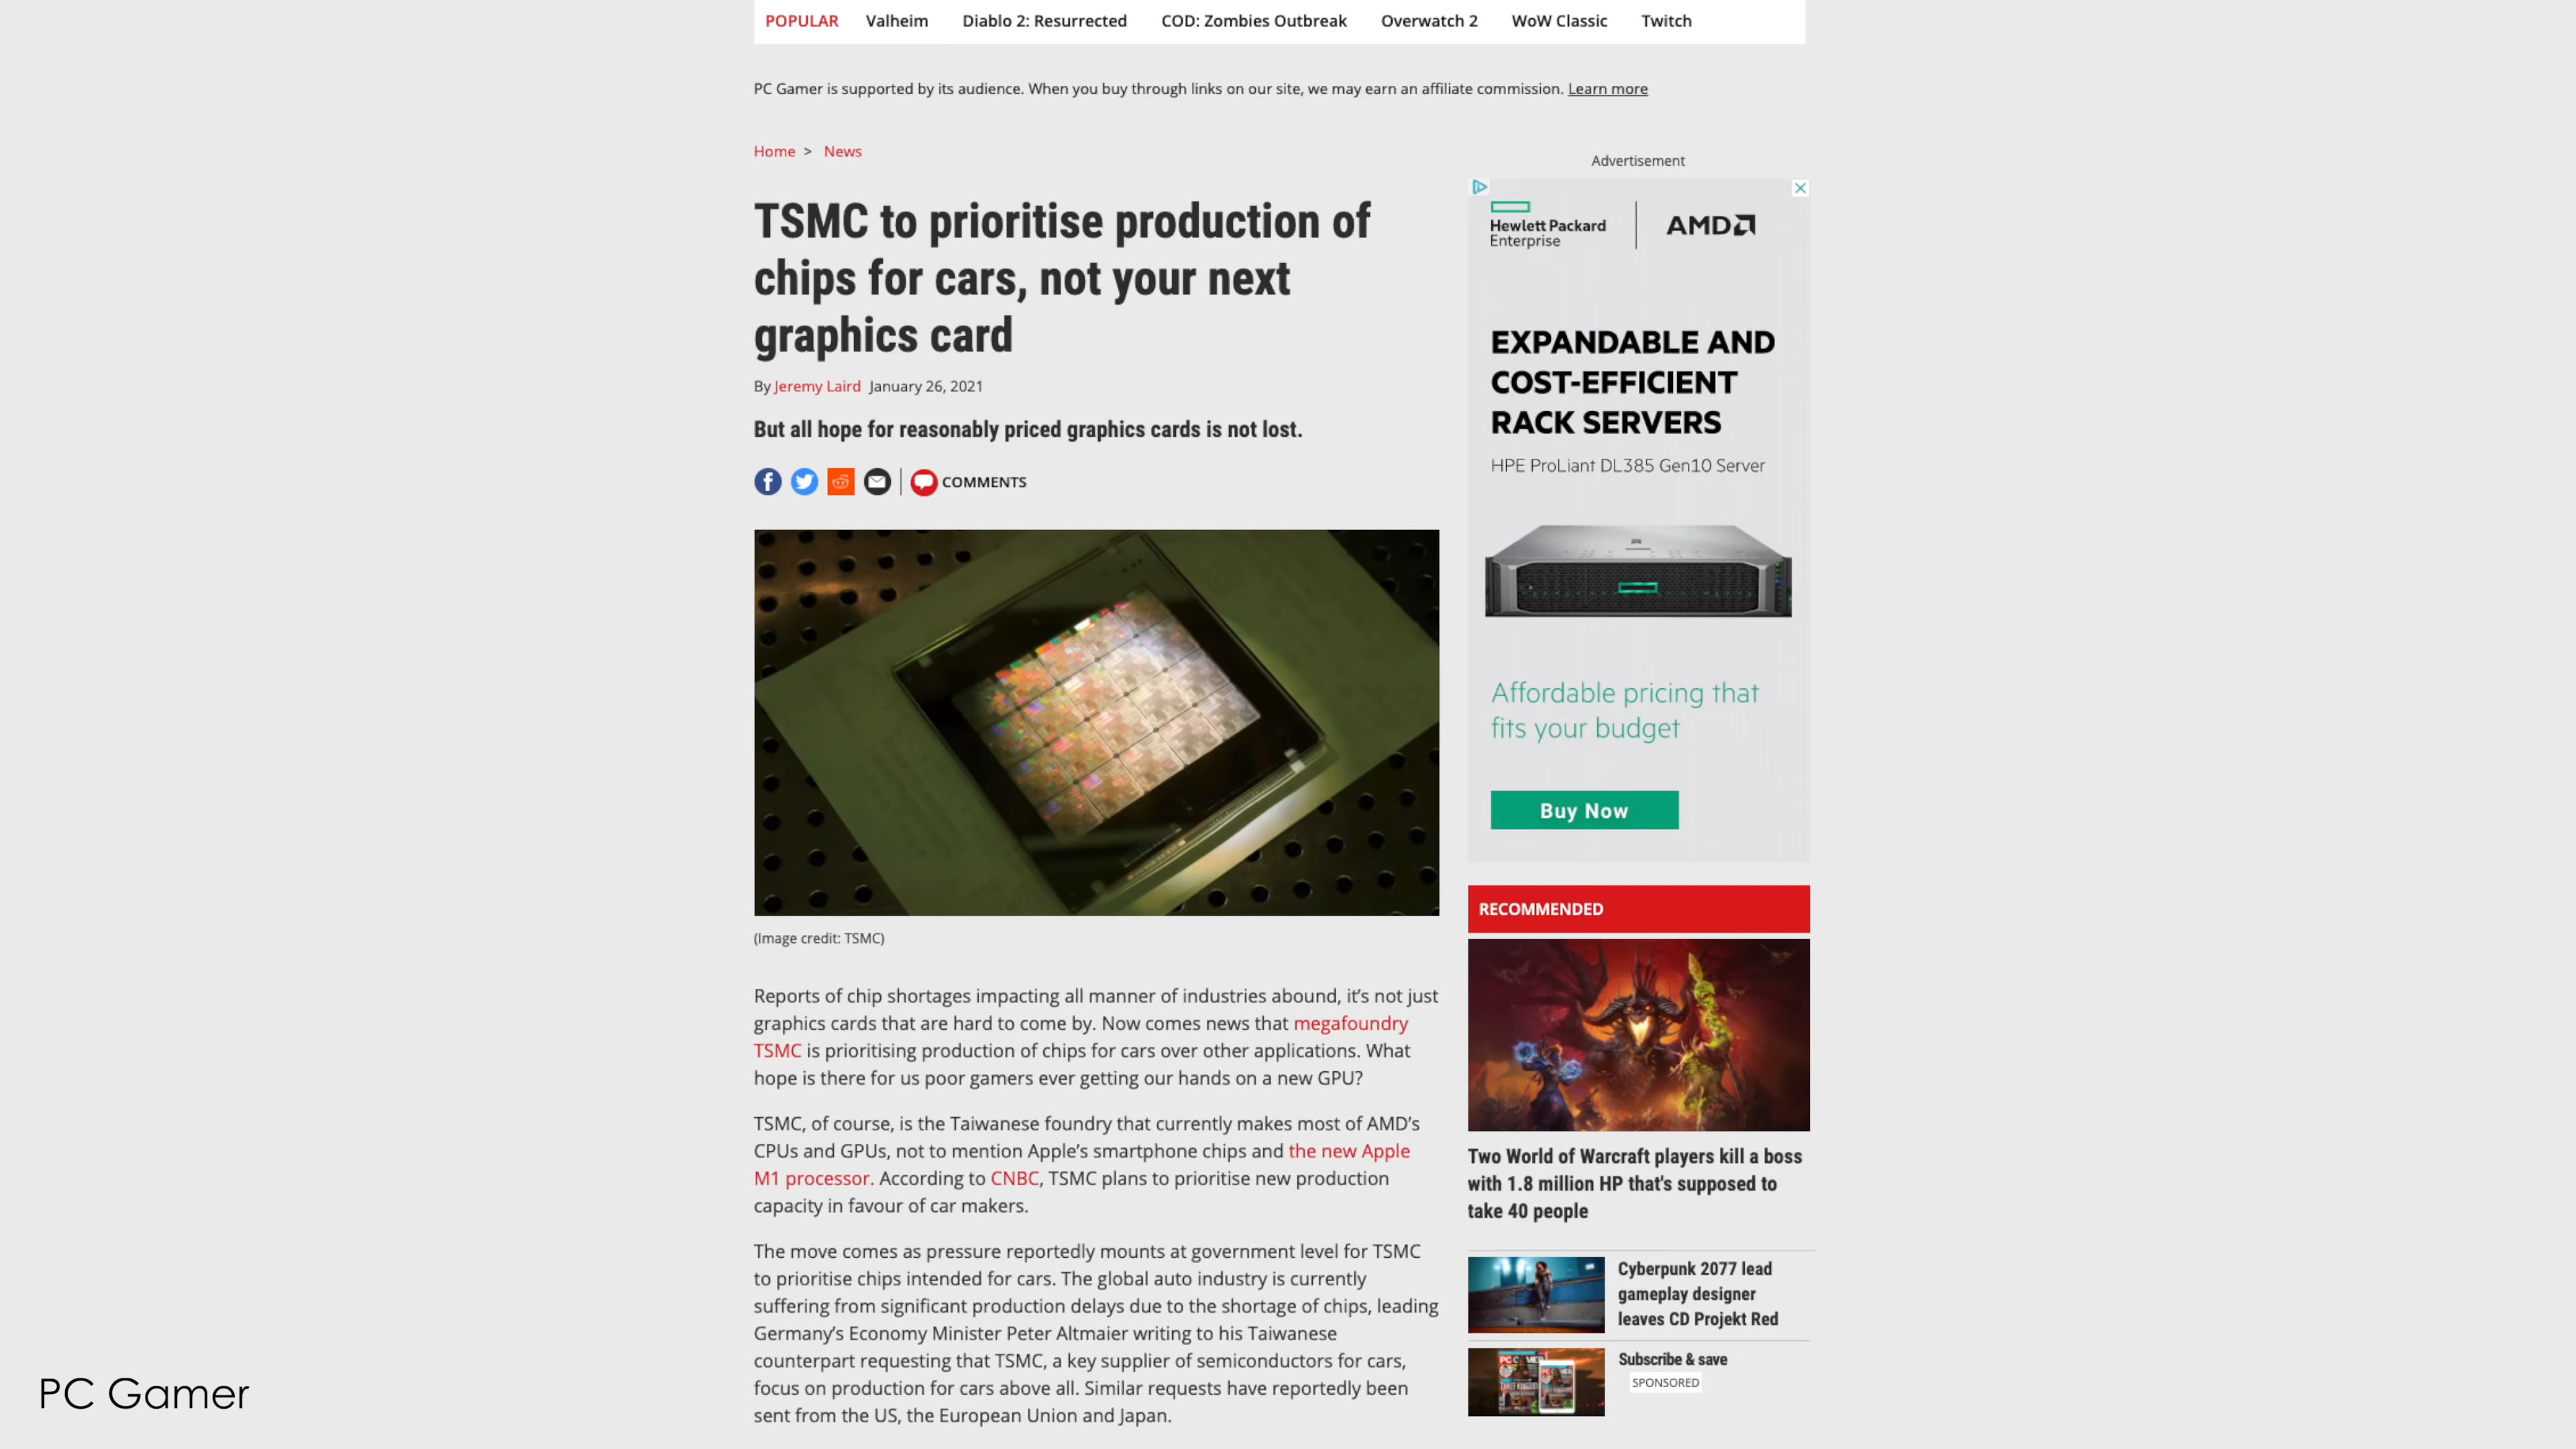 POPULAR Valheim Diablo 2: Resurrected COD: Zombies Outbreak Overwatch 2 WoW Classic Twitch
PC Gamer is supported by its audience. When you buy through links on our site, we may earn an affiliate commission. Learn more
Home > News
TSMC to prioritise production of
chips for cars, not your next
graphics card
By Jeremy Laird January 26, 2021
But all hope for reasonably priced graphics cards is not lost.
COMMENTS
(Image credit: TSMC)
Reports of chip shortages impacting all manner of industries abound, it's not just
graphics cards that are hard to come by. Now comes news that megafoundry
TSMC is prioritising production of chips for cars over other applications. What
hope is there for us poor gamers ever getting our hands on a new GPU?
TSMC, of course, is the Taiwanese foundry that currently makes most of AMD's
CPUs and GPUs, not to mention Apple's smartphone chips and the new Apple
M1 processor. According to CNBC, TSMC plans to prioritise new production
capacity in favour of car makers.
The move comes as pressure reportedly mounts at government level for TSMC
to prioritise chips intended for cars. The global auto industry is currently
suffering from significant production delays due to the shortage of chips, leading
Germany's Economy Minister Peter Altmaier writing to his Taiwanese
counterpart requesting that TSMC, a key supplier of semiconductors for cars,
focus on production for cars above all. Similar requests have reportedly been
sent from the US, the European Union and Japan.
Advertisement
Hewlett Packard
Enterprise
AMD
EXPANDABLE AND
COST-EFFICIENT
RACK SERVERS
HPE ProLiant DL385 Gen10 Server
Affordable pricing that
fits your budget
Buy Now
RECOMMENDED
Two World of Warcraft players kill a boss
with 1.8 million HP that's supposed to
take 40 people
Cyberpunk 2077 lead
gameplay designer
leaves CD Projekt Red
Subscribe & save
SPONSORED
PC Gamer